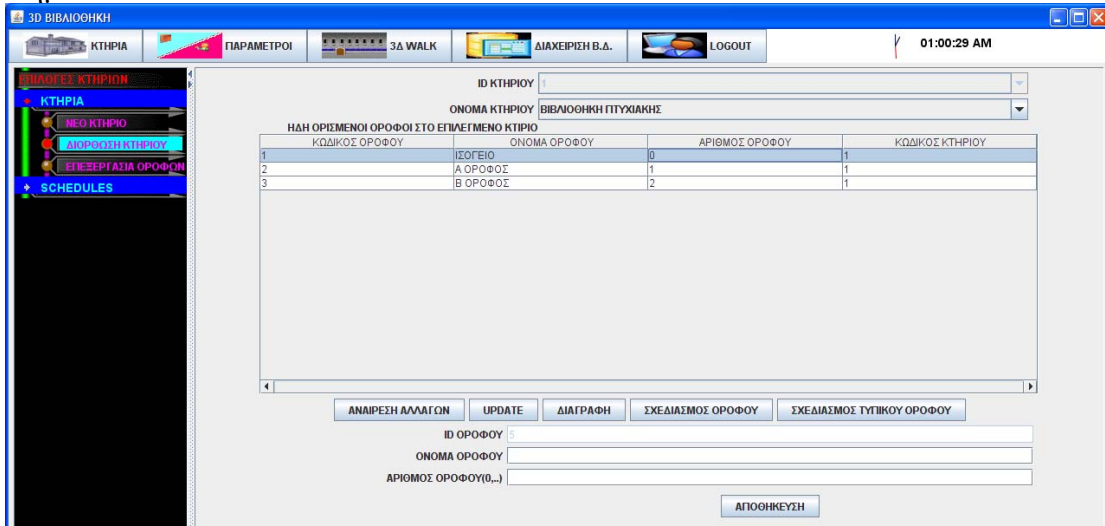 3D ΒΙΒΛΙΟΘΗΚΗ
ΚΤΗΡΙΑ ΠΑΡΑΜΕΤΡΟΙ 3Δ WALK ΔΙΑΧΕΙΡΙΣΗ Β.Δ. LOGOUT 01:00:29 AM
ΕΠΙΛΟΓΕΣ ΚΤΗΡΙΩΝ
ΚΤΗΡΙΑ
ΝΕΟ ΚΤΗΡΙΟ
ΔΙΟΡΘΩΣΗ ΚΤΗΡΙΟΥ
ΕΠΕΞΕΡΓΑΣΙΑ ΟΡΟΦΩΝ
SCHEDULES
ID ΚΤΗΡΙΟΥ 1
ΟΝΟΜΑ ΚΤΗΡΙΟΥ ΒΙΒΛΙΟΘΗΚΗ ΠΤΥΧΙΑΚΗΣ
ΗΔΗ ΟΡΙΣΜΕΝΟΙ ΟΡΟΦΟΙ ΣΤΟ ΕΠΙΛΕΓΜΕΝΟ ΚΤΙΡΙΟ
ΚΩΔΙΚΟΣ ΟΡΟΦΟΥ ΟΝΟΜΑ ΟΡΟΦΟΥ ΑΡΙΘΜΟΣ ΟΡΟΦΟΥ ΚΩΔΙΚΟΣ ΚΤΗΡΙΟΥ
1 ΙΣΟΓΕΙΟ 0 1
2 Α ΟΡΟΦΟΣ 1 1
3 Β ΟΡΟΦΟΣ 2 1
ΑΝΑΙΡΕΣΗ ΑΛΛΑΓΩΝ UPDATE ΔΙΑΓΡΑΦΗ ΣΧΕΔΙΑΣΜΟΣ ΟΡΟΦΟΥ ΣΧΕΔΙΑΣΜΟΣ ΤΥΠΙΚΟΥ ΟΡΟΦΟΥ
ID ΟΡΟΦΟΥ 5
ΟΝΟΜΑ ΟΡΟΦΟΥ
ΑΡΙΘΜΟΣ ΟΡΟΦΟΥ(0,..)
ΑΠΟΘΗΚΕΥΣΗ